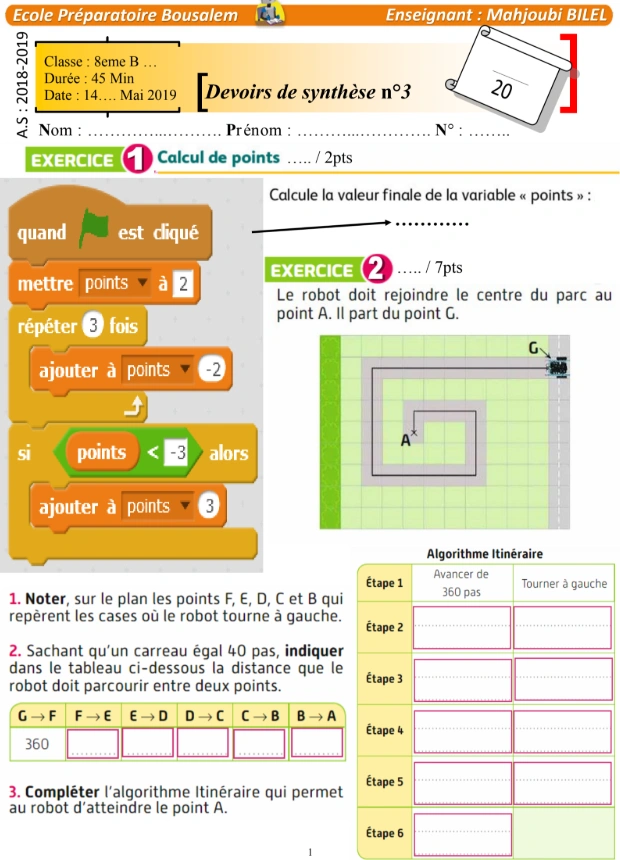 Ecole Préparatoire Bousalem
Enseignant : Mahjoubi BILEL
A.S : 2018-2019
Classe : 8eme B …
Durée : 45 Min
Date : 14…. Mai 2019
Devoirs de synthèse n°3
20
Nom : …………………… Prénom : …………………… N° : ……..
EXERCICE 1 Calcul de points ….. / 2pts
Calcule la valeur finale de la variable « points » :
…………
quand est cliqué
mettre points à 2
répéter 3 fois
ajouter à points -2
si points < -3 alors
ajouter à points 3
EXERCICE 2 ….. / 7pts
Le robot doit rejoindre le centre du parc au
point A. Il part du point G.
G
A
1. Noter, sur le plan les points F, E, D, C et B qui
repèrent les cases où le robot tourne à gauche.
2. Sachant qu’un carreau égal 40 pas, indiquer
dans le tableau ci-dessous la distance que le
robot doit parcourir entre deux points.
G → F F → E E → D D → C C → B B → A
360
3. Compléter l’algorithme Itinéraire qui permet
au robot d’atteindre le point A.
Algorithme Itinéraire
Étape 1 Avancer de
360 pas
Tourner à gauche
Étape 2
Étape 3
Étape 4
Étape 5
Étape 6
1